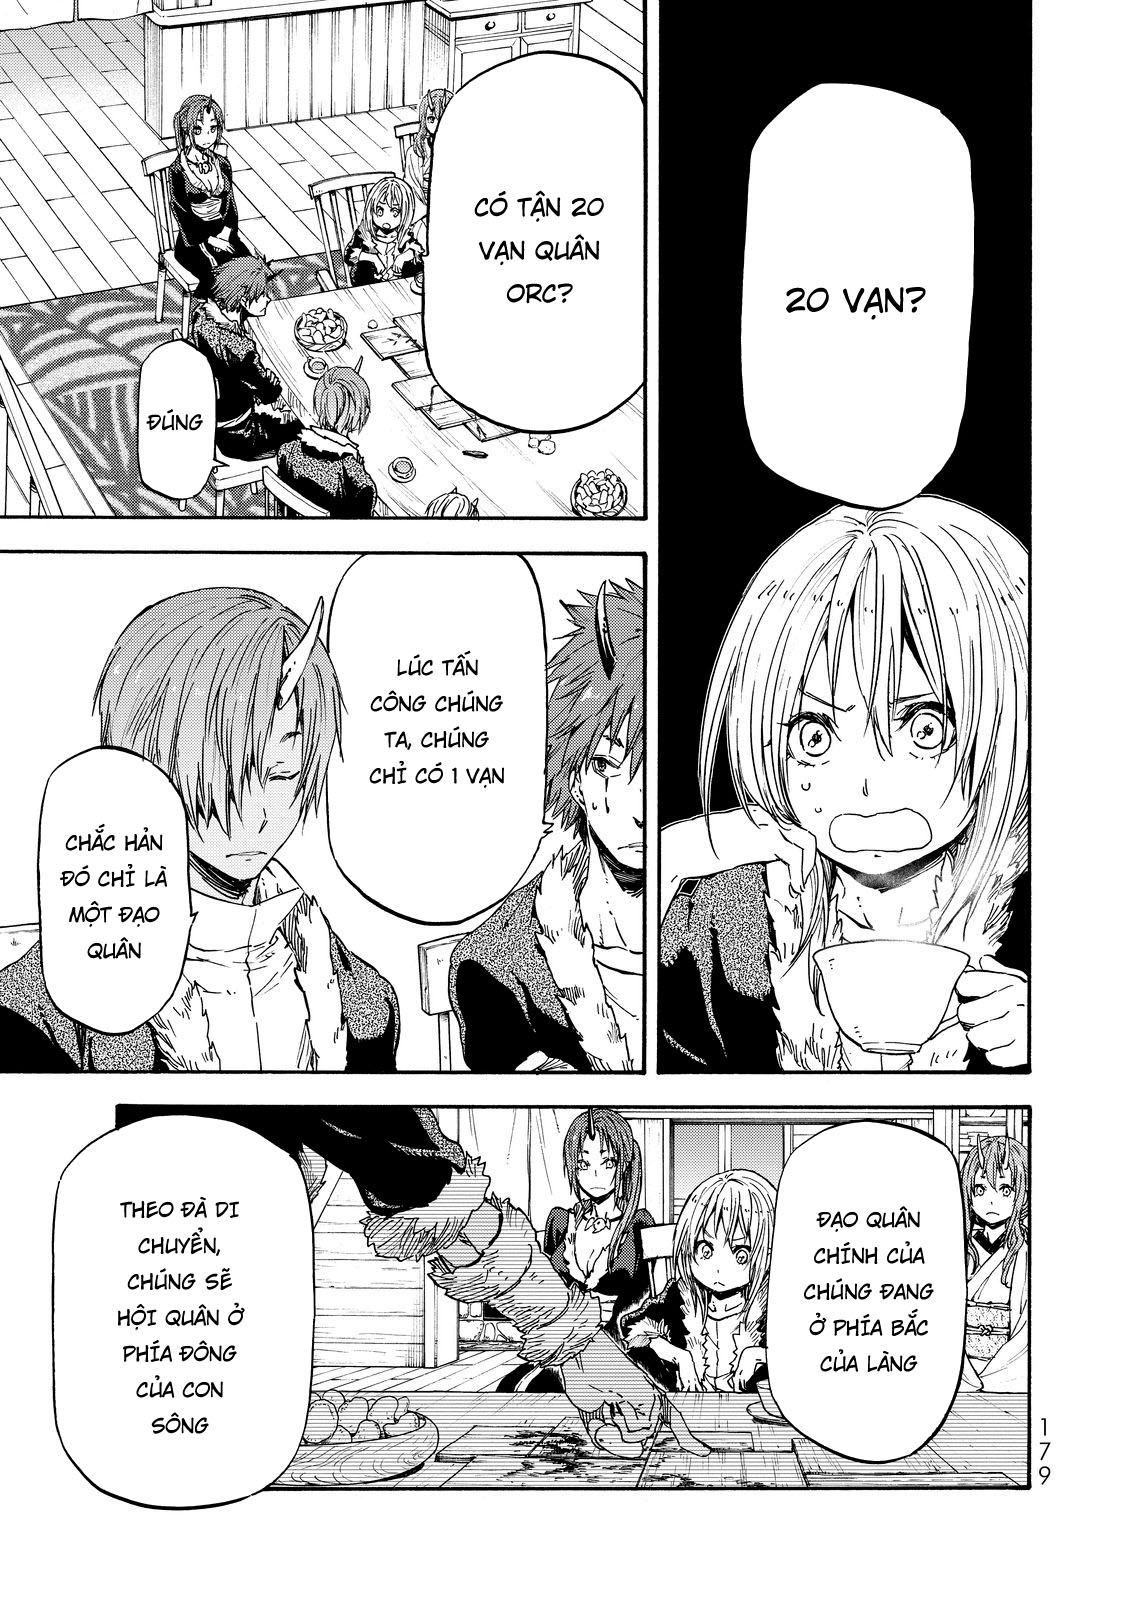 20 VẠN?
CÓ TẬN 20
VẠN QUÂN
ORC?
ĐÚNG
LÚC TẤN
CÔNG CHÚNG
TA, CHÚNG
CHỈ CÓ 1 VẠN
CHẮC HẲN
ĐÓ CHỈ LÀ
MỘT ĐẠO
QUÂN
ĐẠO QUÂN
CHÍNH CỦA
CHÚNG ĐANG
Ở PHÍA BẮC
CỦA LÀNG
THEO ĐÀ DI
CHUYỂN,
CHÚNG SẼ
HỘI QUÂN Ở
PHÍA ĐÔNG
CỦA CON
SÔNG
179